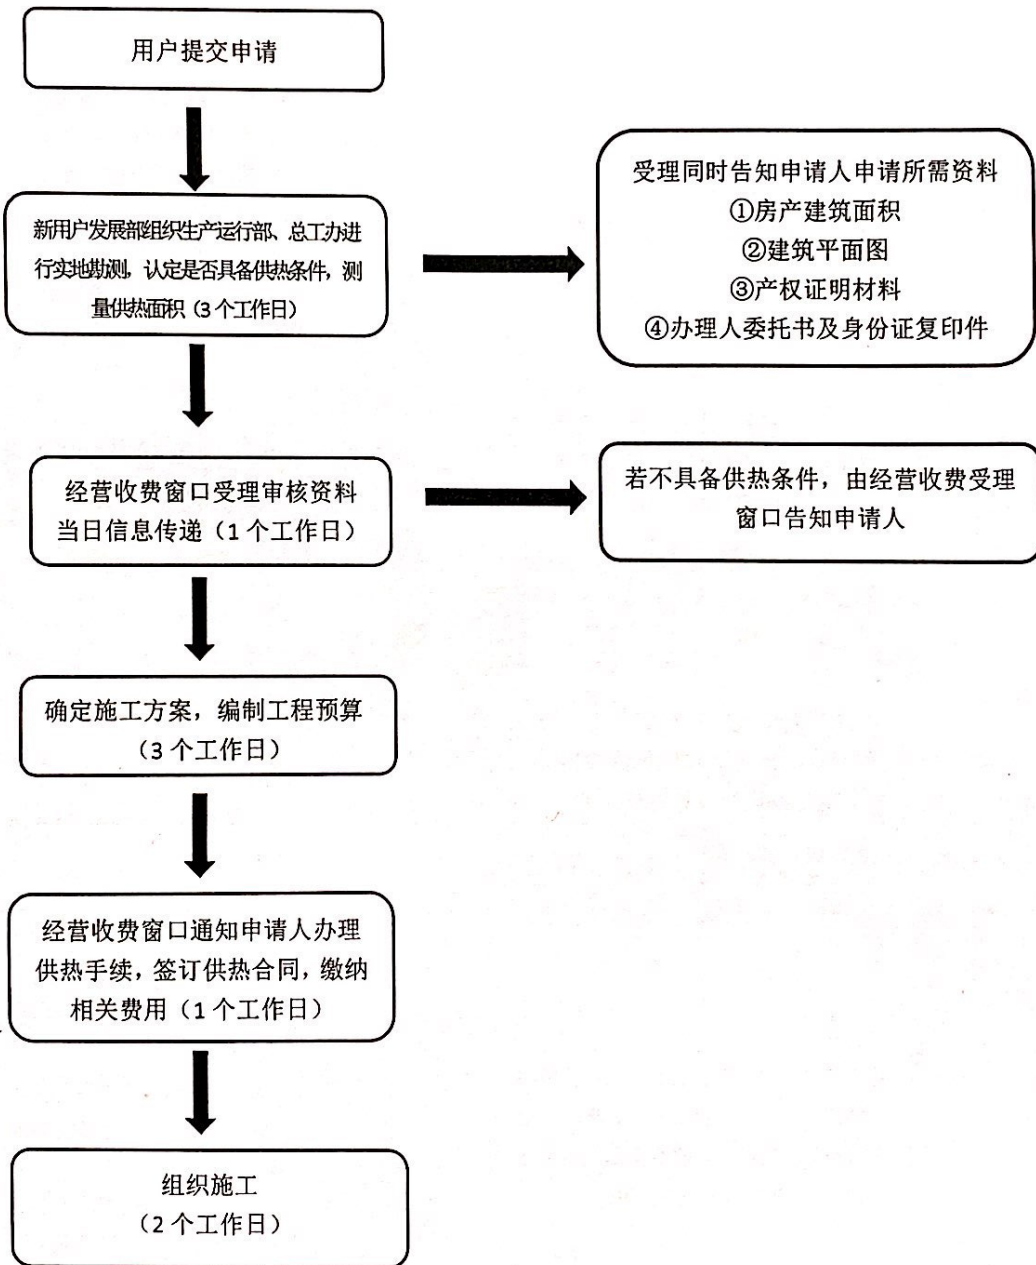 用户提交申请
新用户发展部组织生产运行部、总工办进
行实地勘测，认定是否具备供热条件，测
量供热面积（3个工作日）
受理同时告知申请人申请所需资料
①房产建筑面积
②建筑平面图
③产权证明材料
④办理人委托书及身份证复印件
经营收费窗口受理审核资料
当日信息传递（1个工作日）
若不具备供热条件，由经营收费受理
窗口告知申请人
确定施工方案，编制工程预算
（3个工作日）
经营收费窗口通知申请人办理
供热手续，签订供热合同，缴纳
相关费用（1个工作日）
组织施工
（2个工作日）